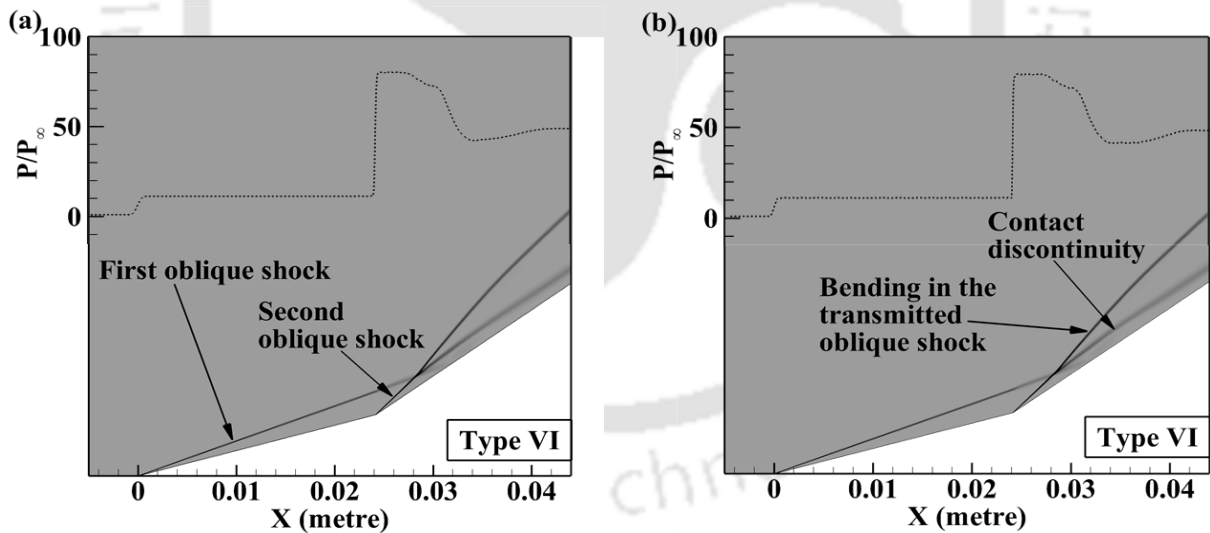 (a)
100
50
0
P/P∞
First oblique shock
Second
oblique shock
Type VI
0
0.01
0.02
0.03
0.04
X (metre)
(b)
100
50
0
P/P∞
Contact
discontinuity
Bending in the
transmitted
oblique shock
Type VI
0
0.01
0.02
0.03
0.04
X (metre)